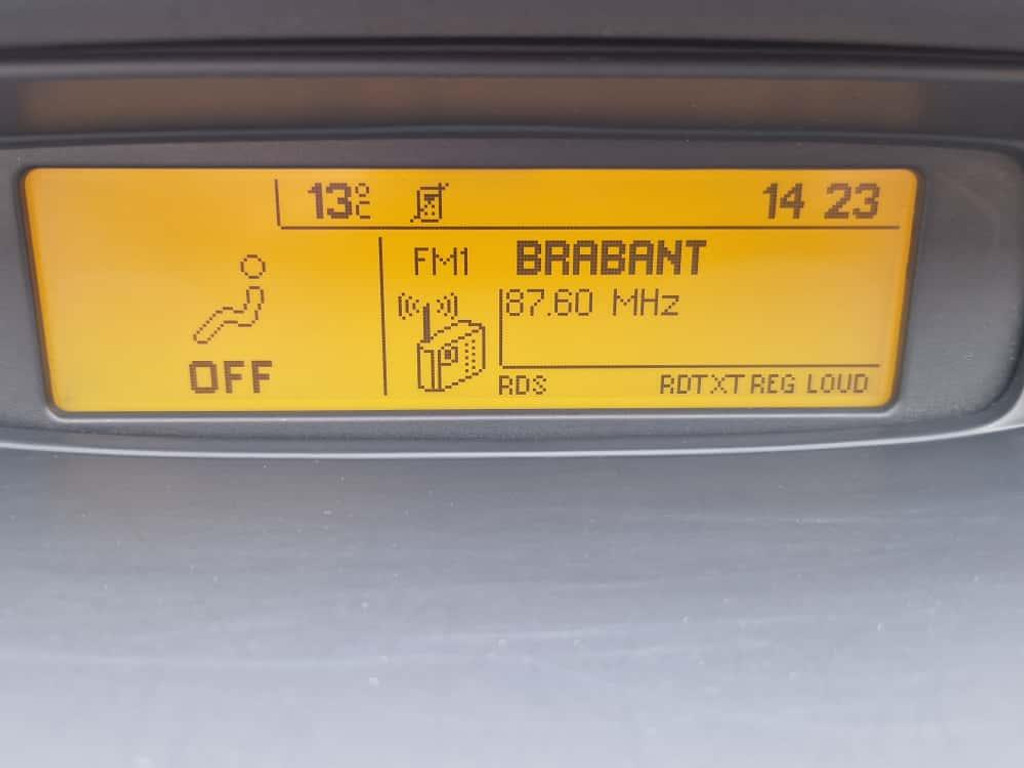 13°C 14 23
FM1 BRABANT
87.60 MHz
OFF
RDS RDTXT REG LOUD